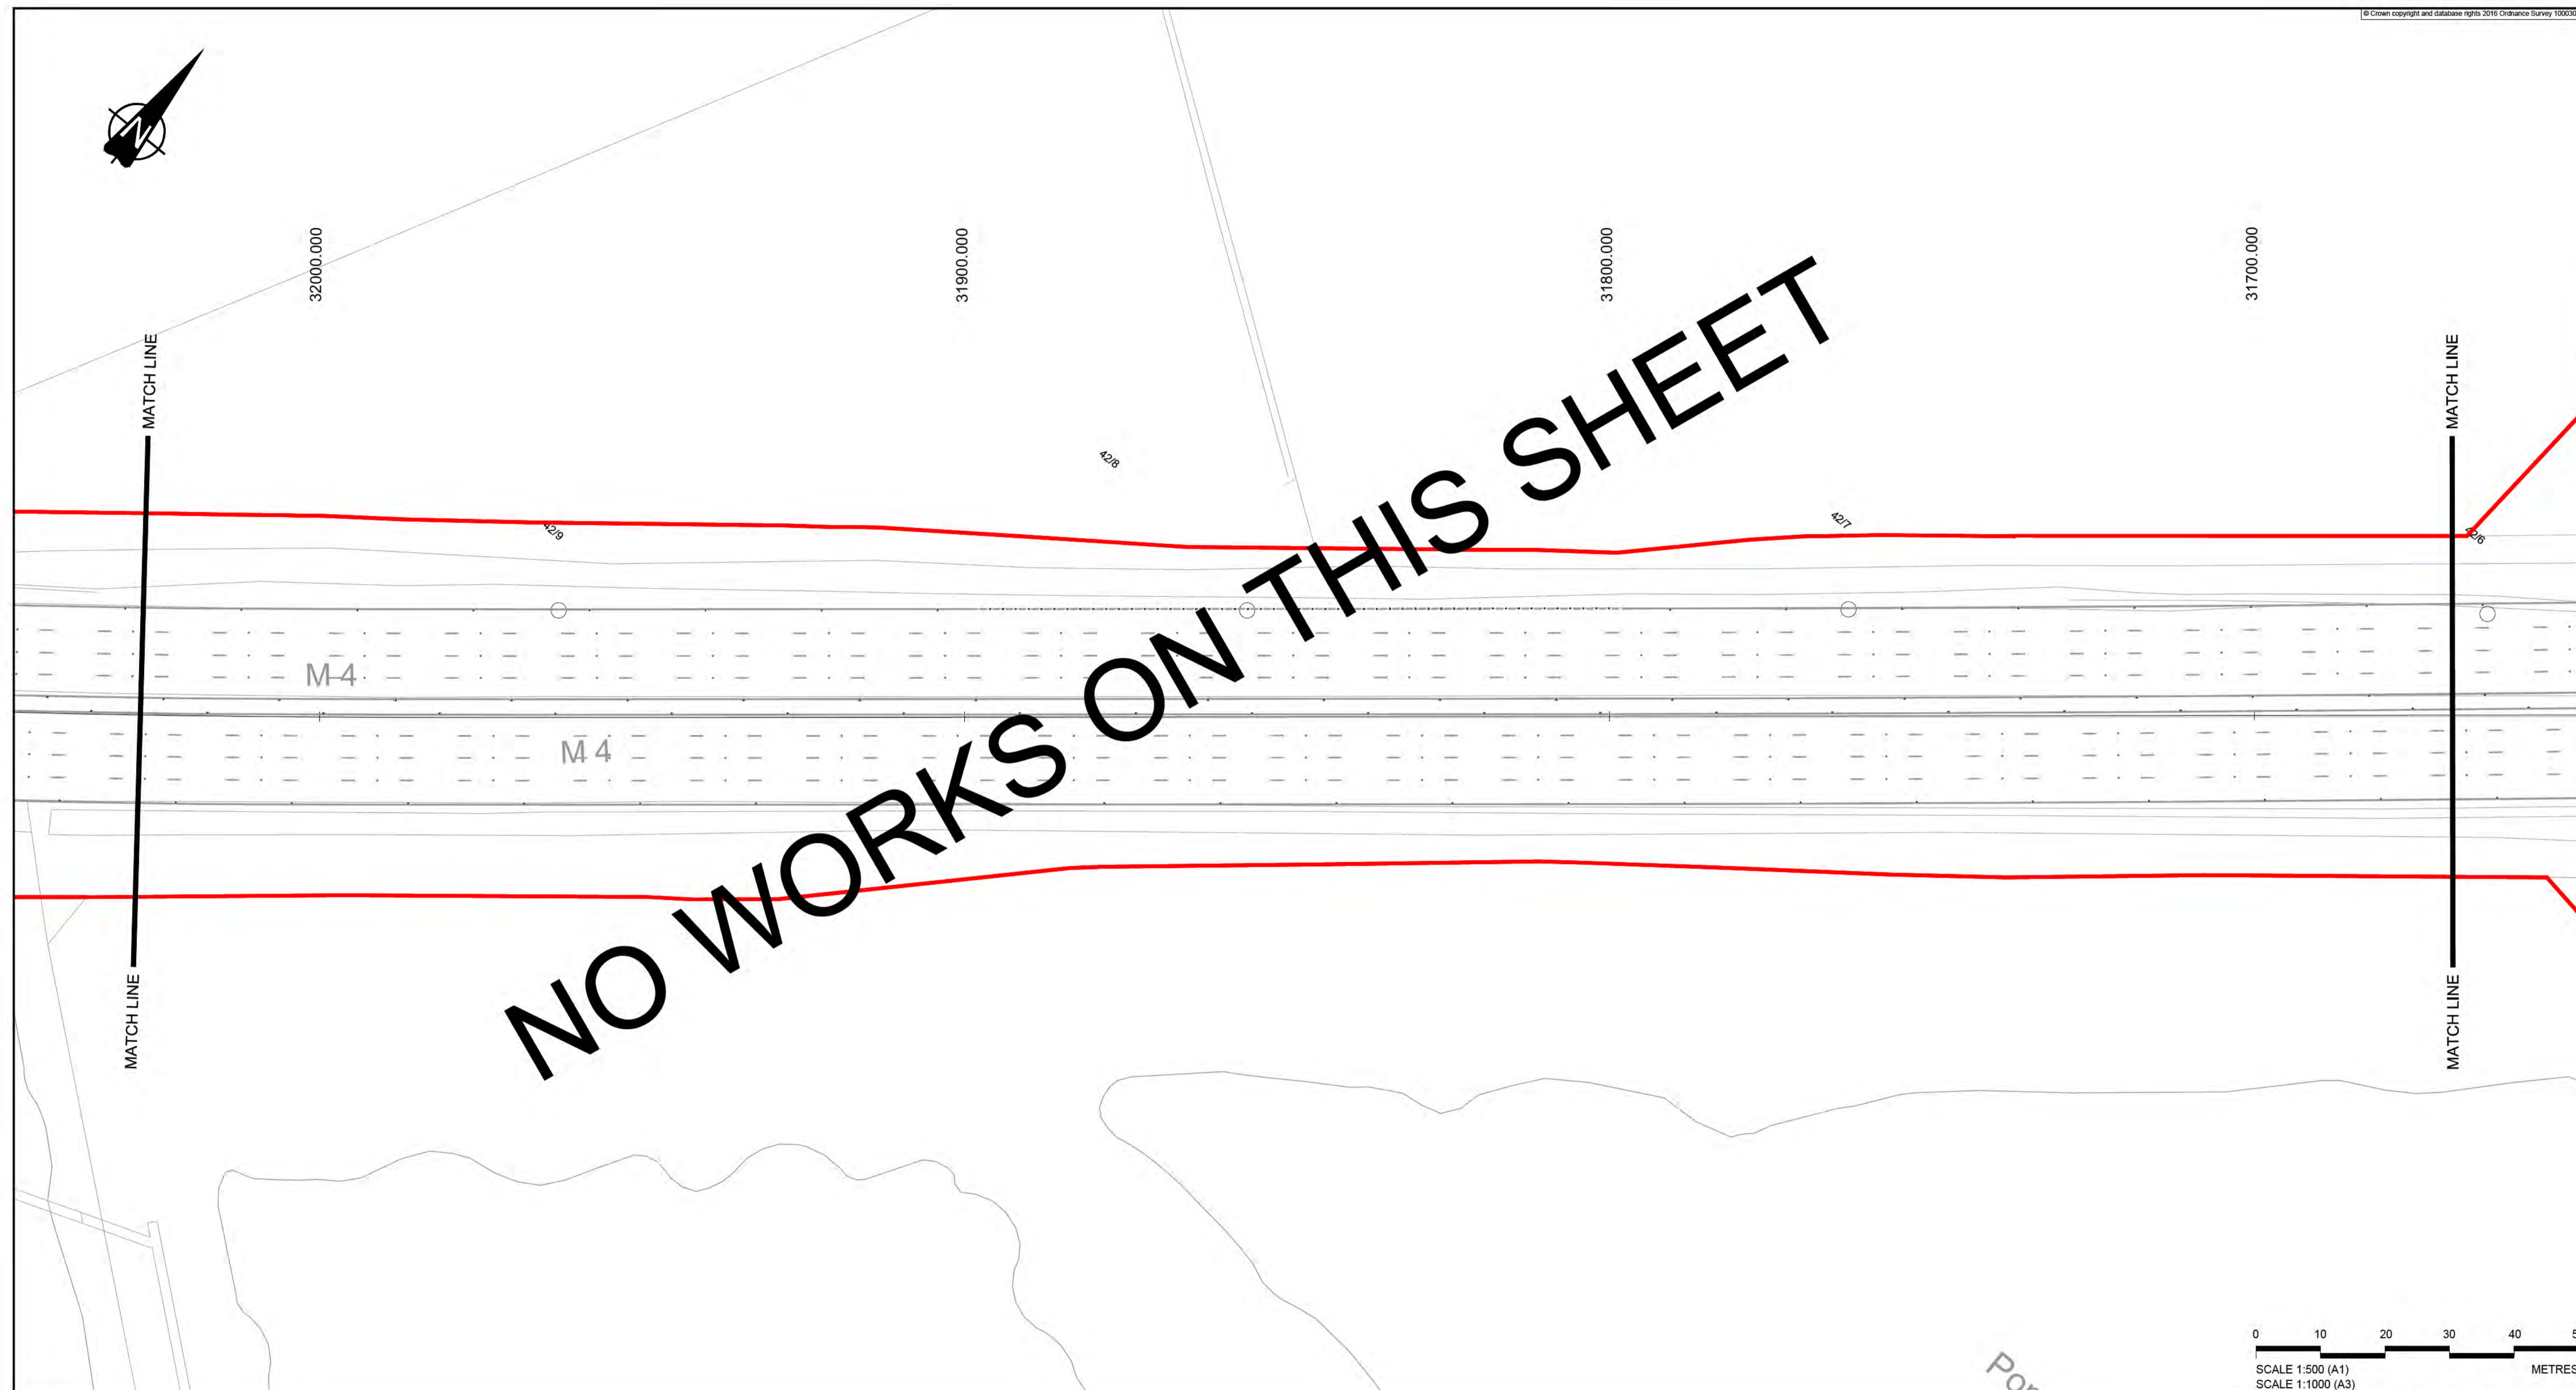 © Crown copyright and database rights 2016 Ordnance Survey 100030
N
32000.000
31900.000
31800.000
31700.000
MATCH LINE
MATCH LINE
42/8
42/9
42/7
42/6
NO WORKS ON THIS SHEET
M 4
M 4
MATCH LINE
MATCH LINE
0 10 20 30 40 5
SCALE 1:500 (A1) METRES
SCALE 1:1000 (A3)